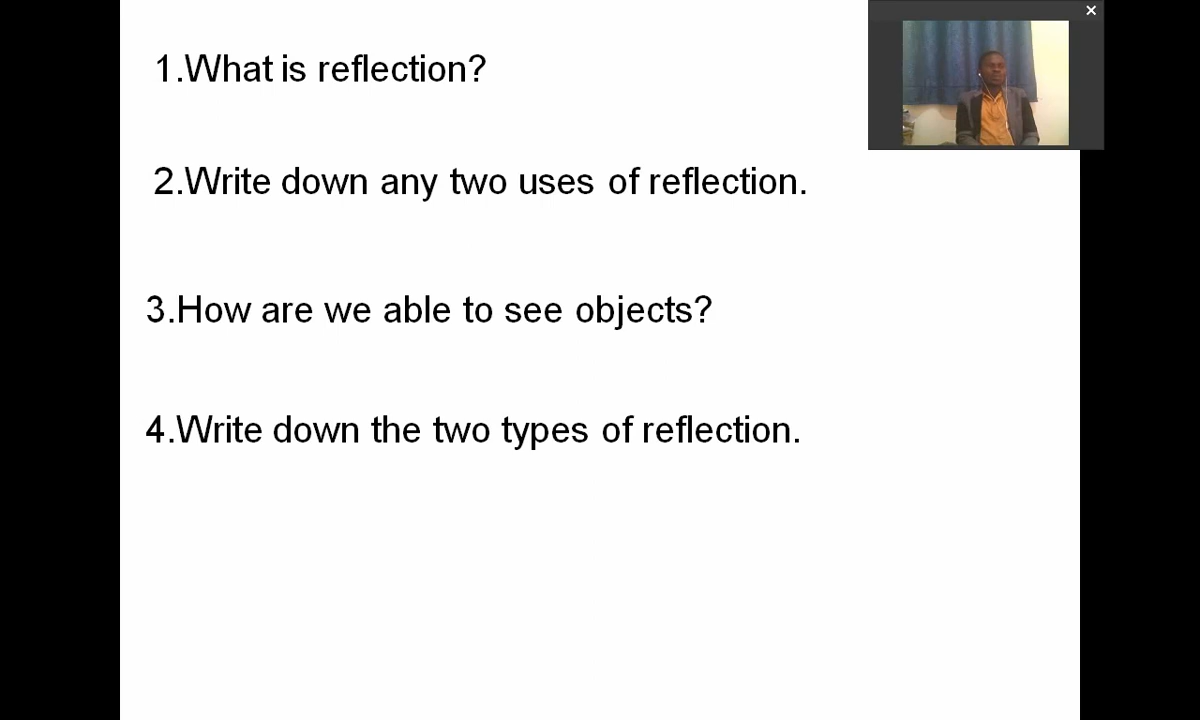 1.What is reflection?
2.Write down any two uses of reflection.
3.How are we able to see objects?
4.Write down the two types of reflection.